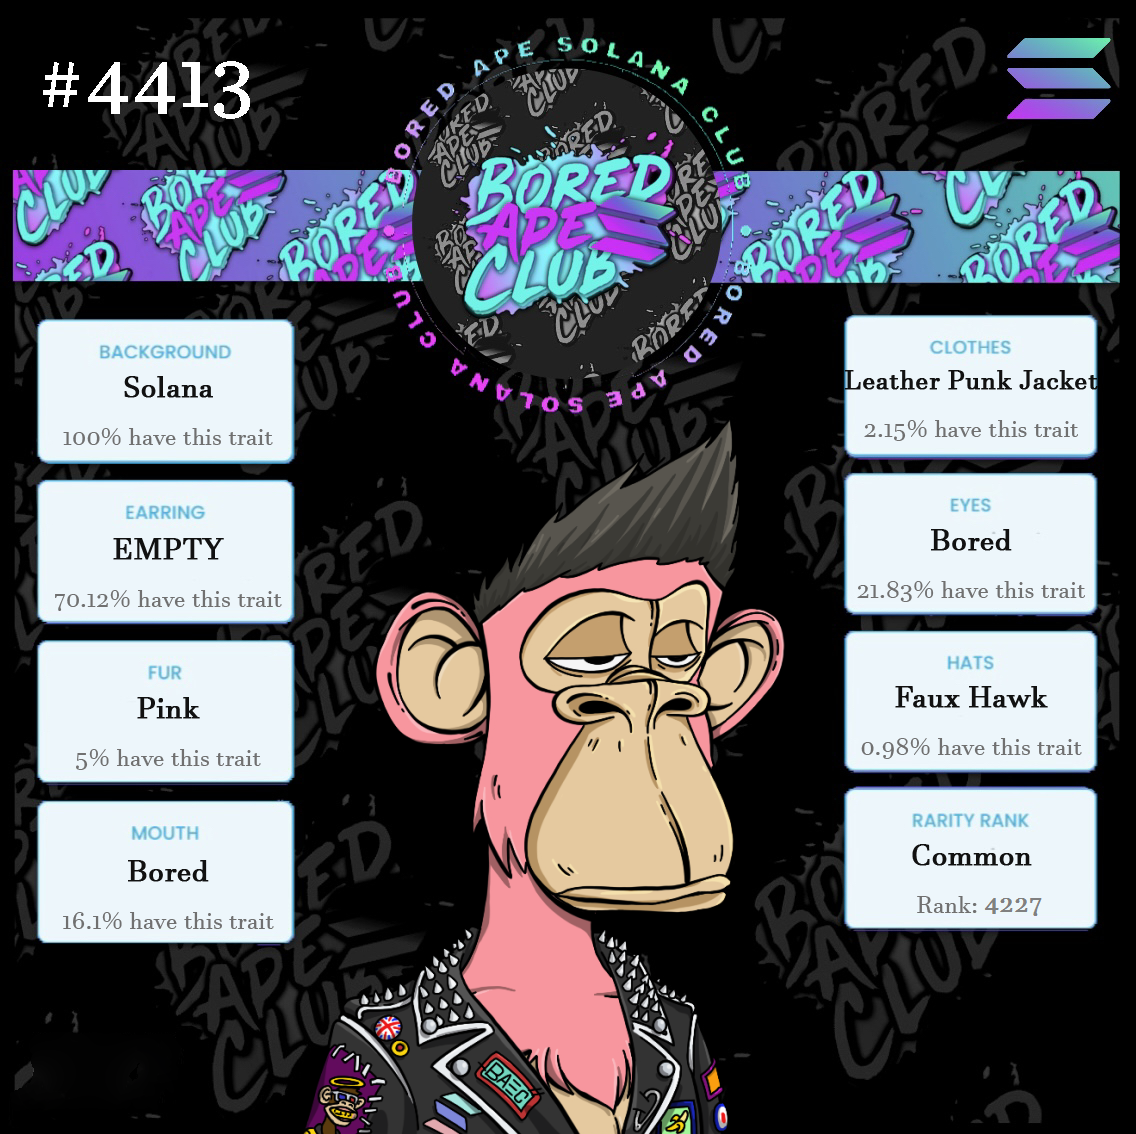 #4413
BORED APE SOLANA CLUB
BORED APE SOLANA CLUB
BORED
APE
CLUB
BACKGROUND
Solana
100% have this trait
EARRING
EMPTY
70.12% have this trait
FUR
Pink
5% have this trait
MOUTH
Bored
16.1% have this trait
CLOTHES
Leather Punk Jacket
2.15% have this trait
EYES
Bored
21.83% have this trait
HATS
Faux Hawk
0.98% have this trait
RARITY RANK
Common
Rank: 4227